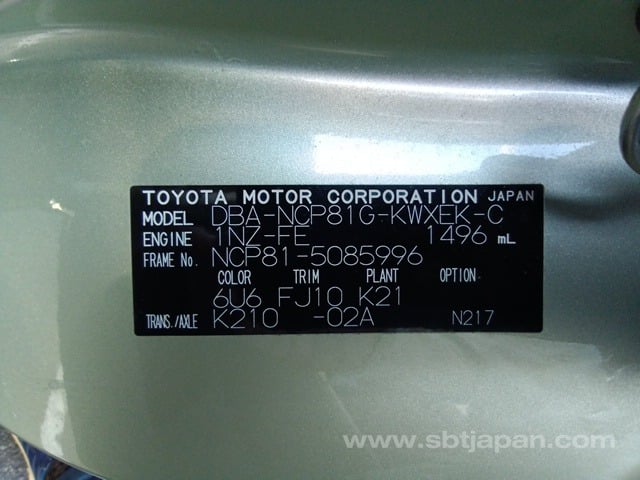 TOYOTA MOTOR CORPORATION JAPAN
MODEL DBA-NCP81G-KWXEK-C
ENGINE 1NZ-FE 1496 mL
FRAME No. NCP81-5085996
COLOR TRIM PLANT OPTION
6U6 FJ10 K21
TRANS./AXLE K210 -02A N217
www.sbtjapan.com